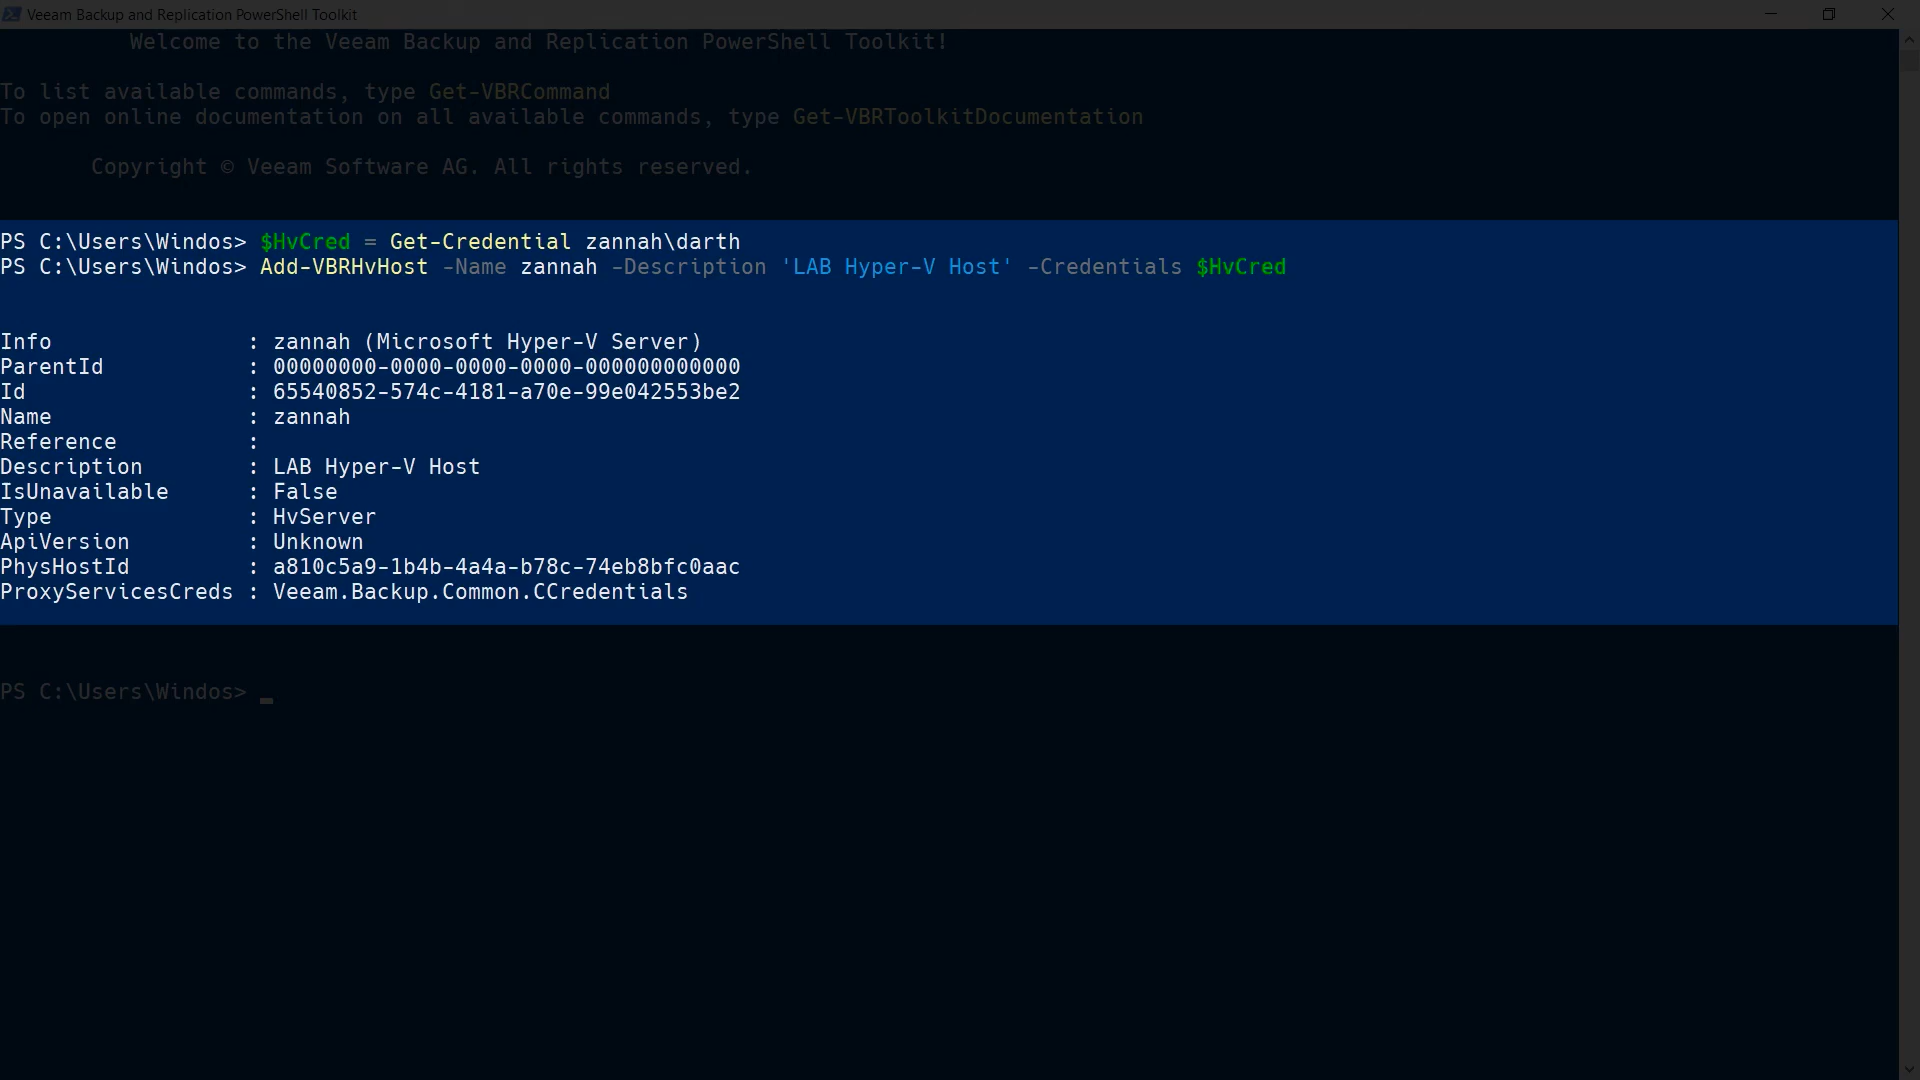 Veeam Backup and Replication PowerShell Toolkit
Welcome to the Veeam Backup and Replication PowerShell Toolkit!
To list available commands, type Get-VBRCommand
To open online documentation on all available commands, type Get-VBRToolkitDocumentation
Copyright © Veeam Software AG. All rights reserved.
PS C:\Users\Windos> $HvCred = Get-Credential zannah\darth
PS C:\Users\Windos> Add-VBRHvHost -Name zannah -Description 'LAB Hyper-V Host' -Credentials $HvCred
Info : zannah (Microsoft Hyper-V Server)
ParentId : 00000000-0000-0000-0000-000000000000
Id : 65540852-574c-4181-a70e-99e042553be2
Name : zannah
Reference :
Description : LAB Hyper-V Host
IsUnavailable : False
Type : HvServer
ApiVersion : Unknown
PhysHostId : a810c5a9-1b4b-4a4a-b78c-74eb8bfc0aac
ProxyServicesCreds : Veeam.Backup.Common.CCredentials
PS C:\Users\Windos>